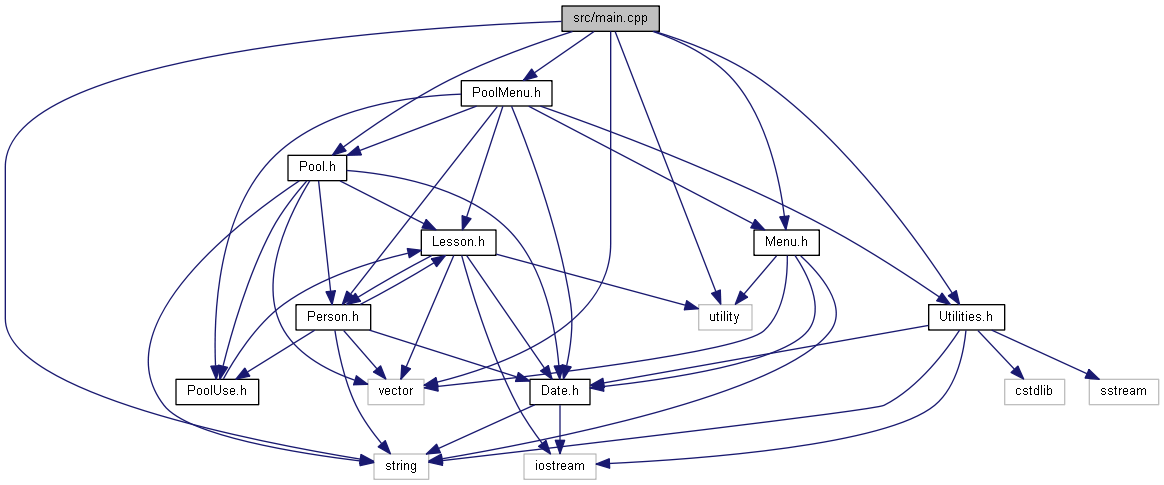 src/main.cpp
PoolMenu.h
Pool.h
Lesson.h
Menu.h
Person.h
utility
Utilities.h
PoolUse.h
vector
Date.h
cstdlib
sstream
string
iostream